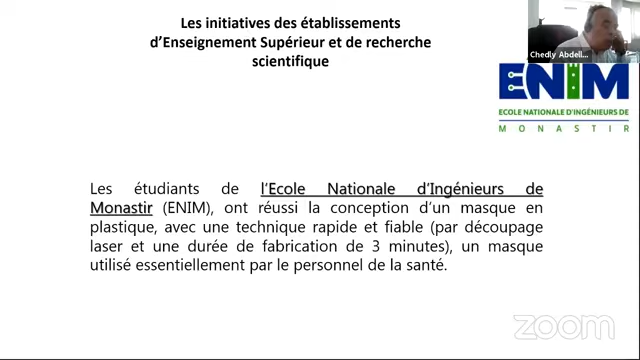 Les initiatives des établissements
d'Enseignement Supérieur et de recherche
scientifique
Chedly Abdell...
ENIM
ECOLE NATIONALE D'INGÉNIEURS DE
MONASTIR
Les étudiants de l'Ecole Nationale d'Ingénieurs de
Monastir (ENIM), ont réussi la conception d'un masque en
plastique, avec une technique rapide et fiable (par découpage
laser et une durée de fabrication de 3 minutes), un masque
utilisé essentiellement par le personnel de la santé.
zoom